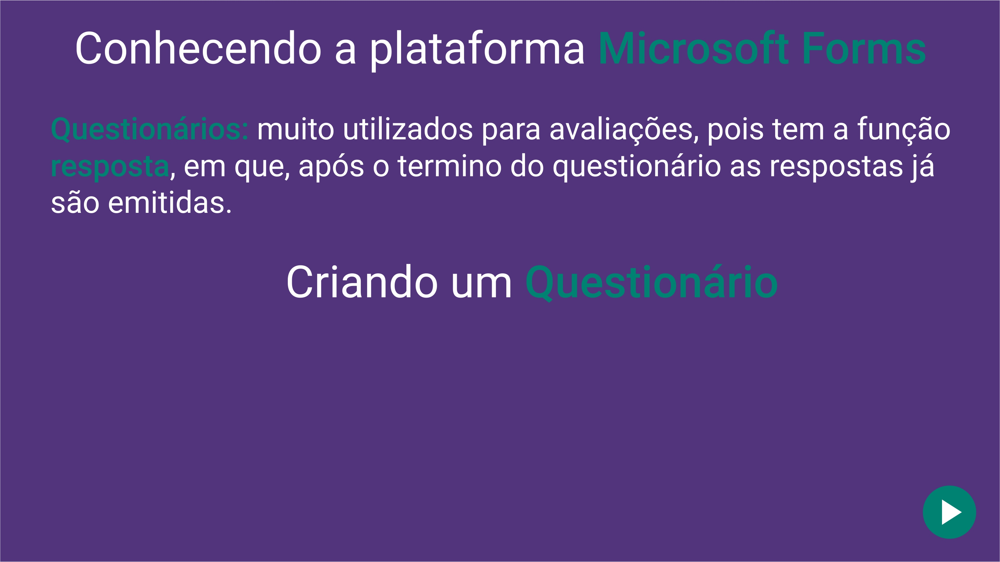 Conhecendo a plataforma Microsoft Forms
Questionários: muito utilizados para avaliações, pois tem a função
resposta, em que, após o termino do questionário as respostas já
são emitidas.
Criando um Questionário